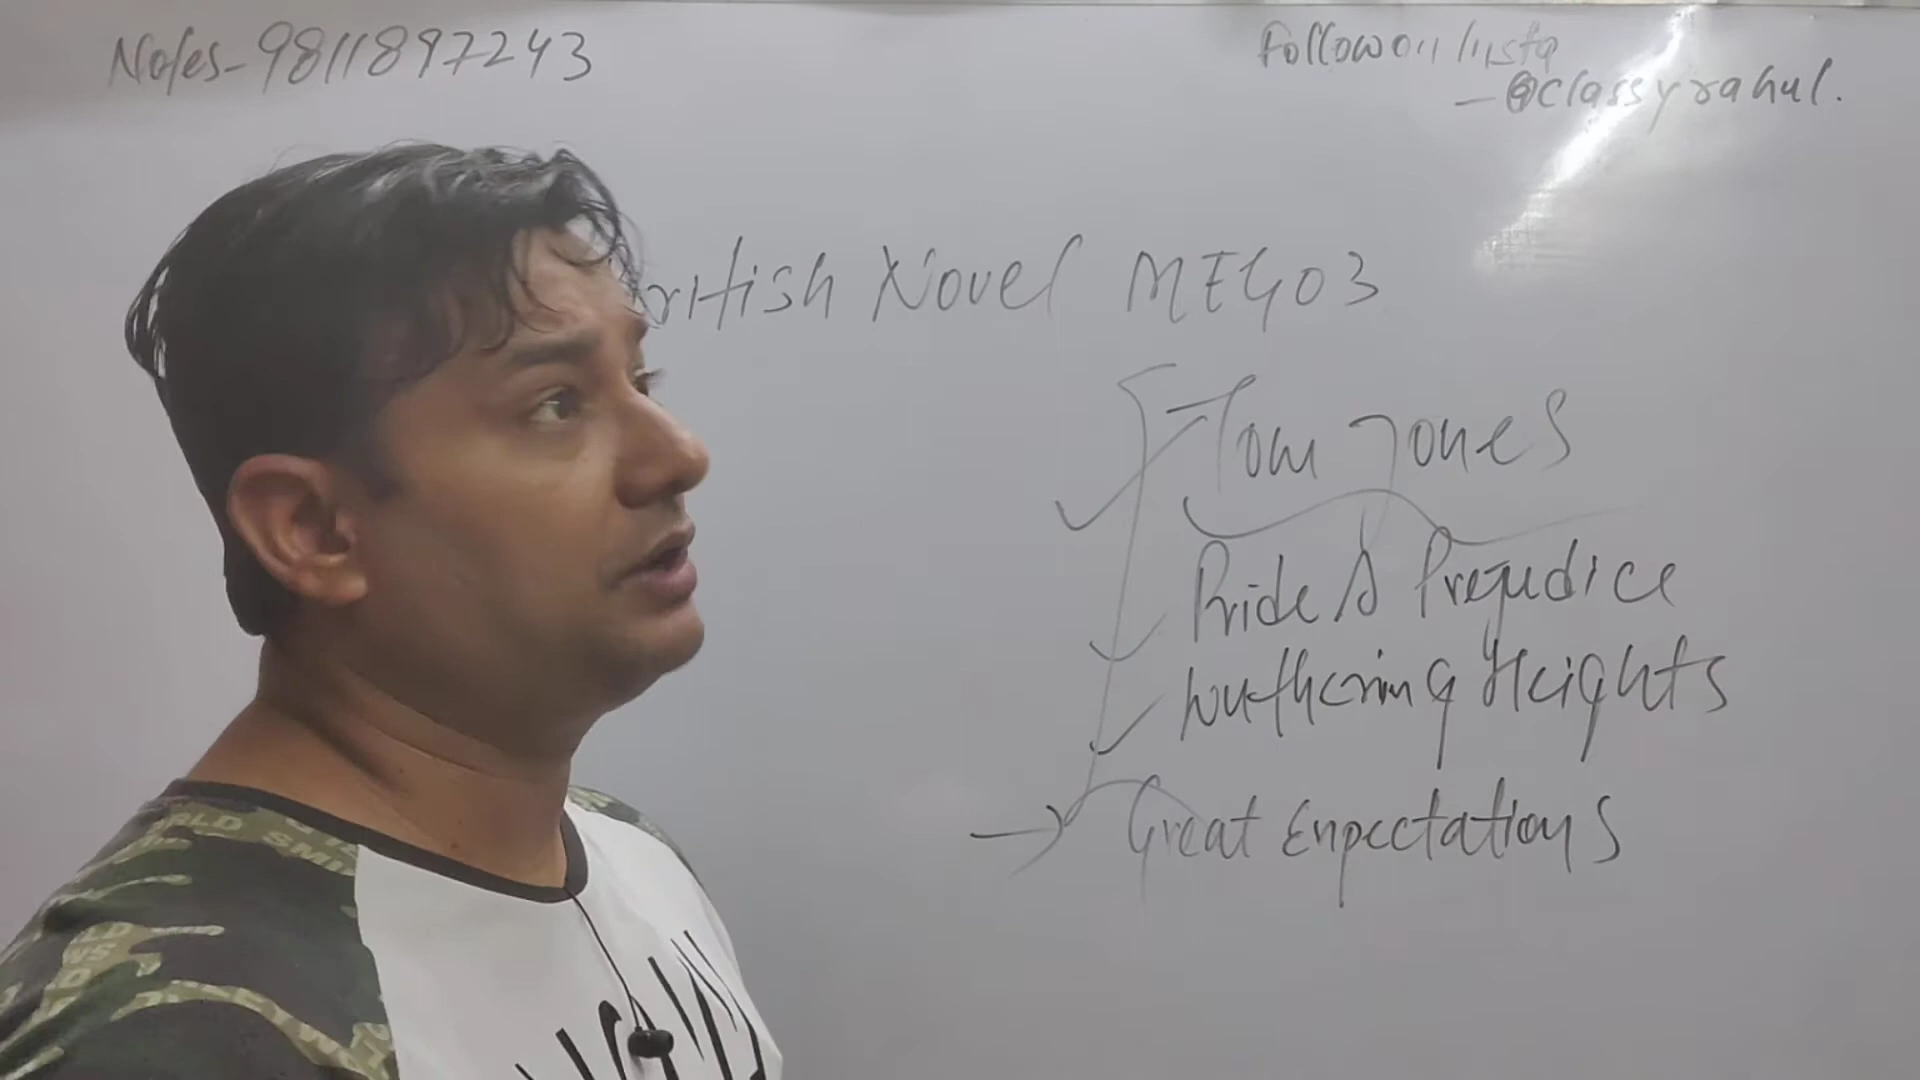 Notes-9811897243
Follow on Insta
-@classyrahul.
British Novel MEG03
Tom Jones
Pride & Prejudice
Wuthering Heights
→ Great Expectations